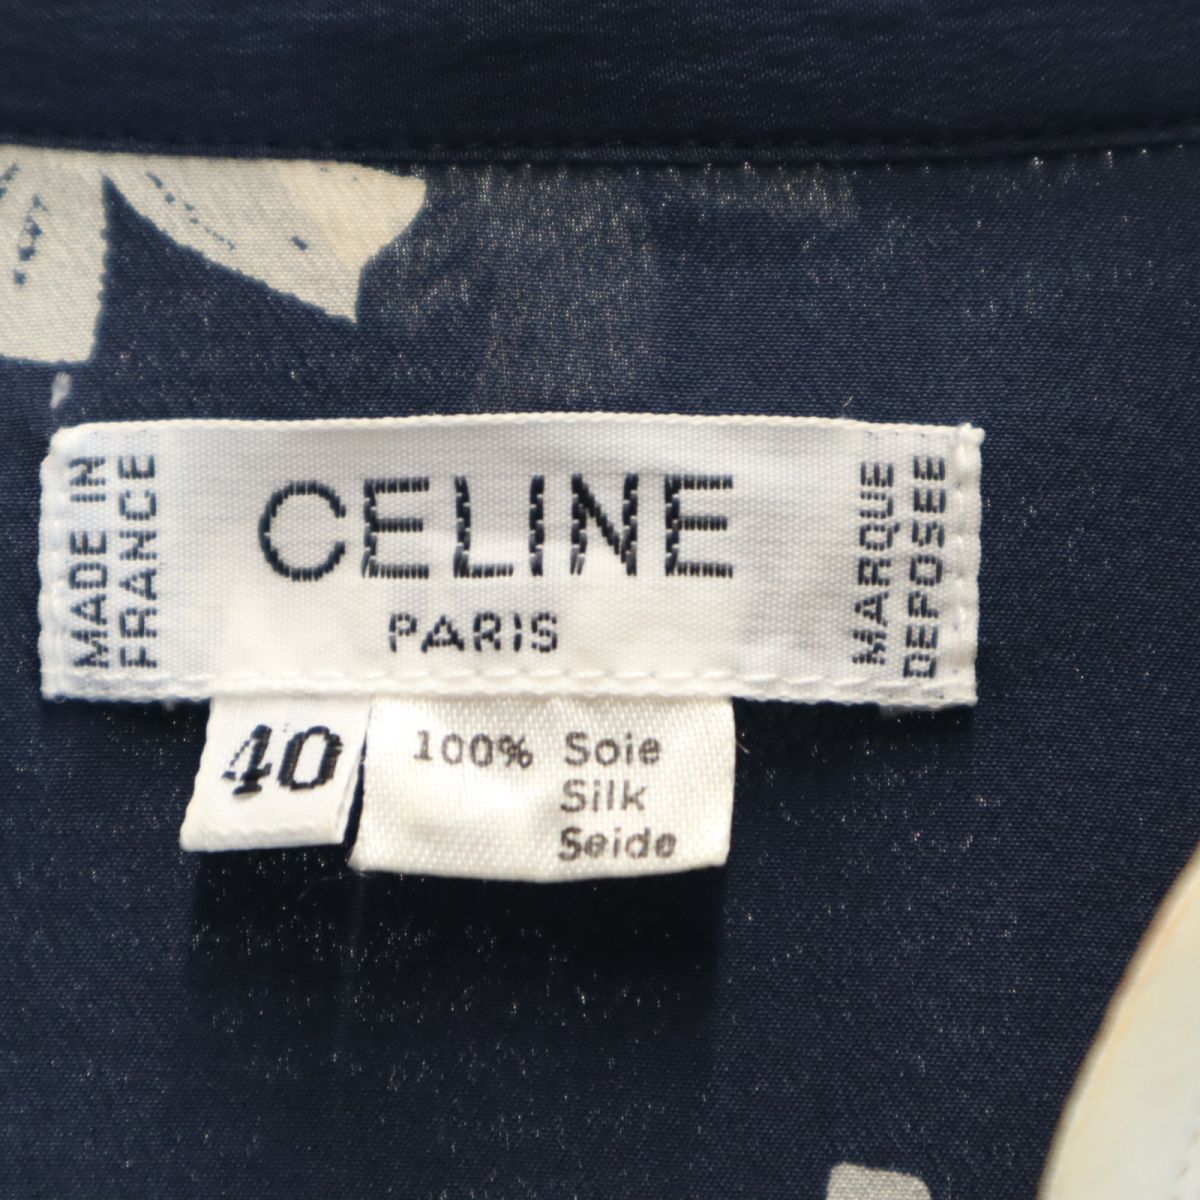 MADE IN
FRANCE
CELINE
PARIS
MARQUE
DEPOSEE
40
100% Soie
Silk
Seide